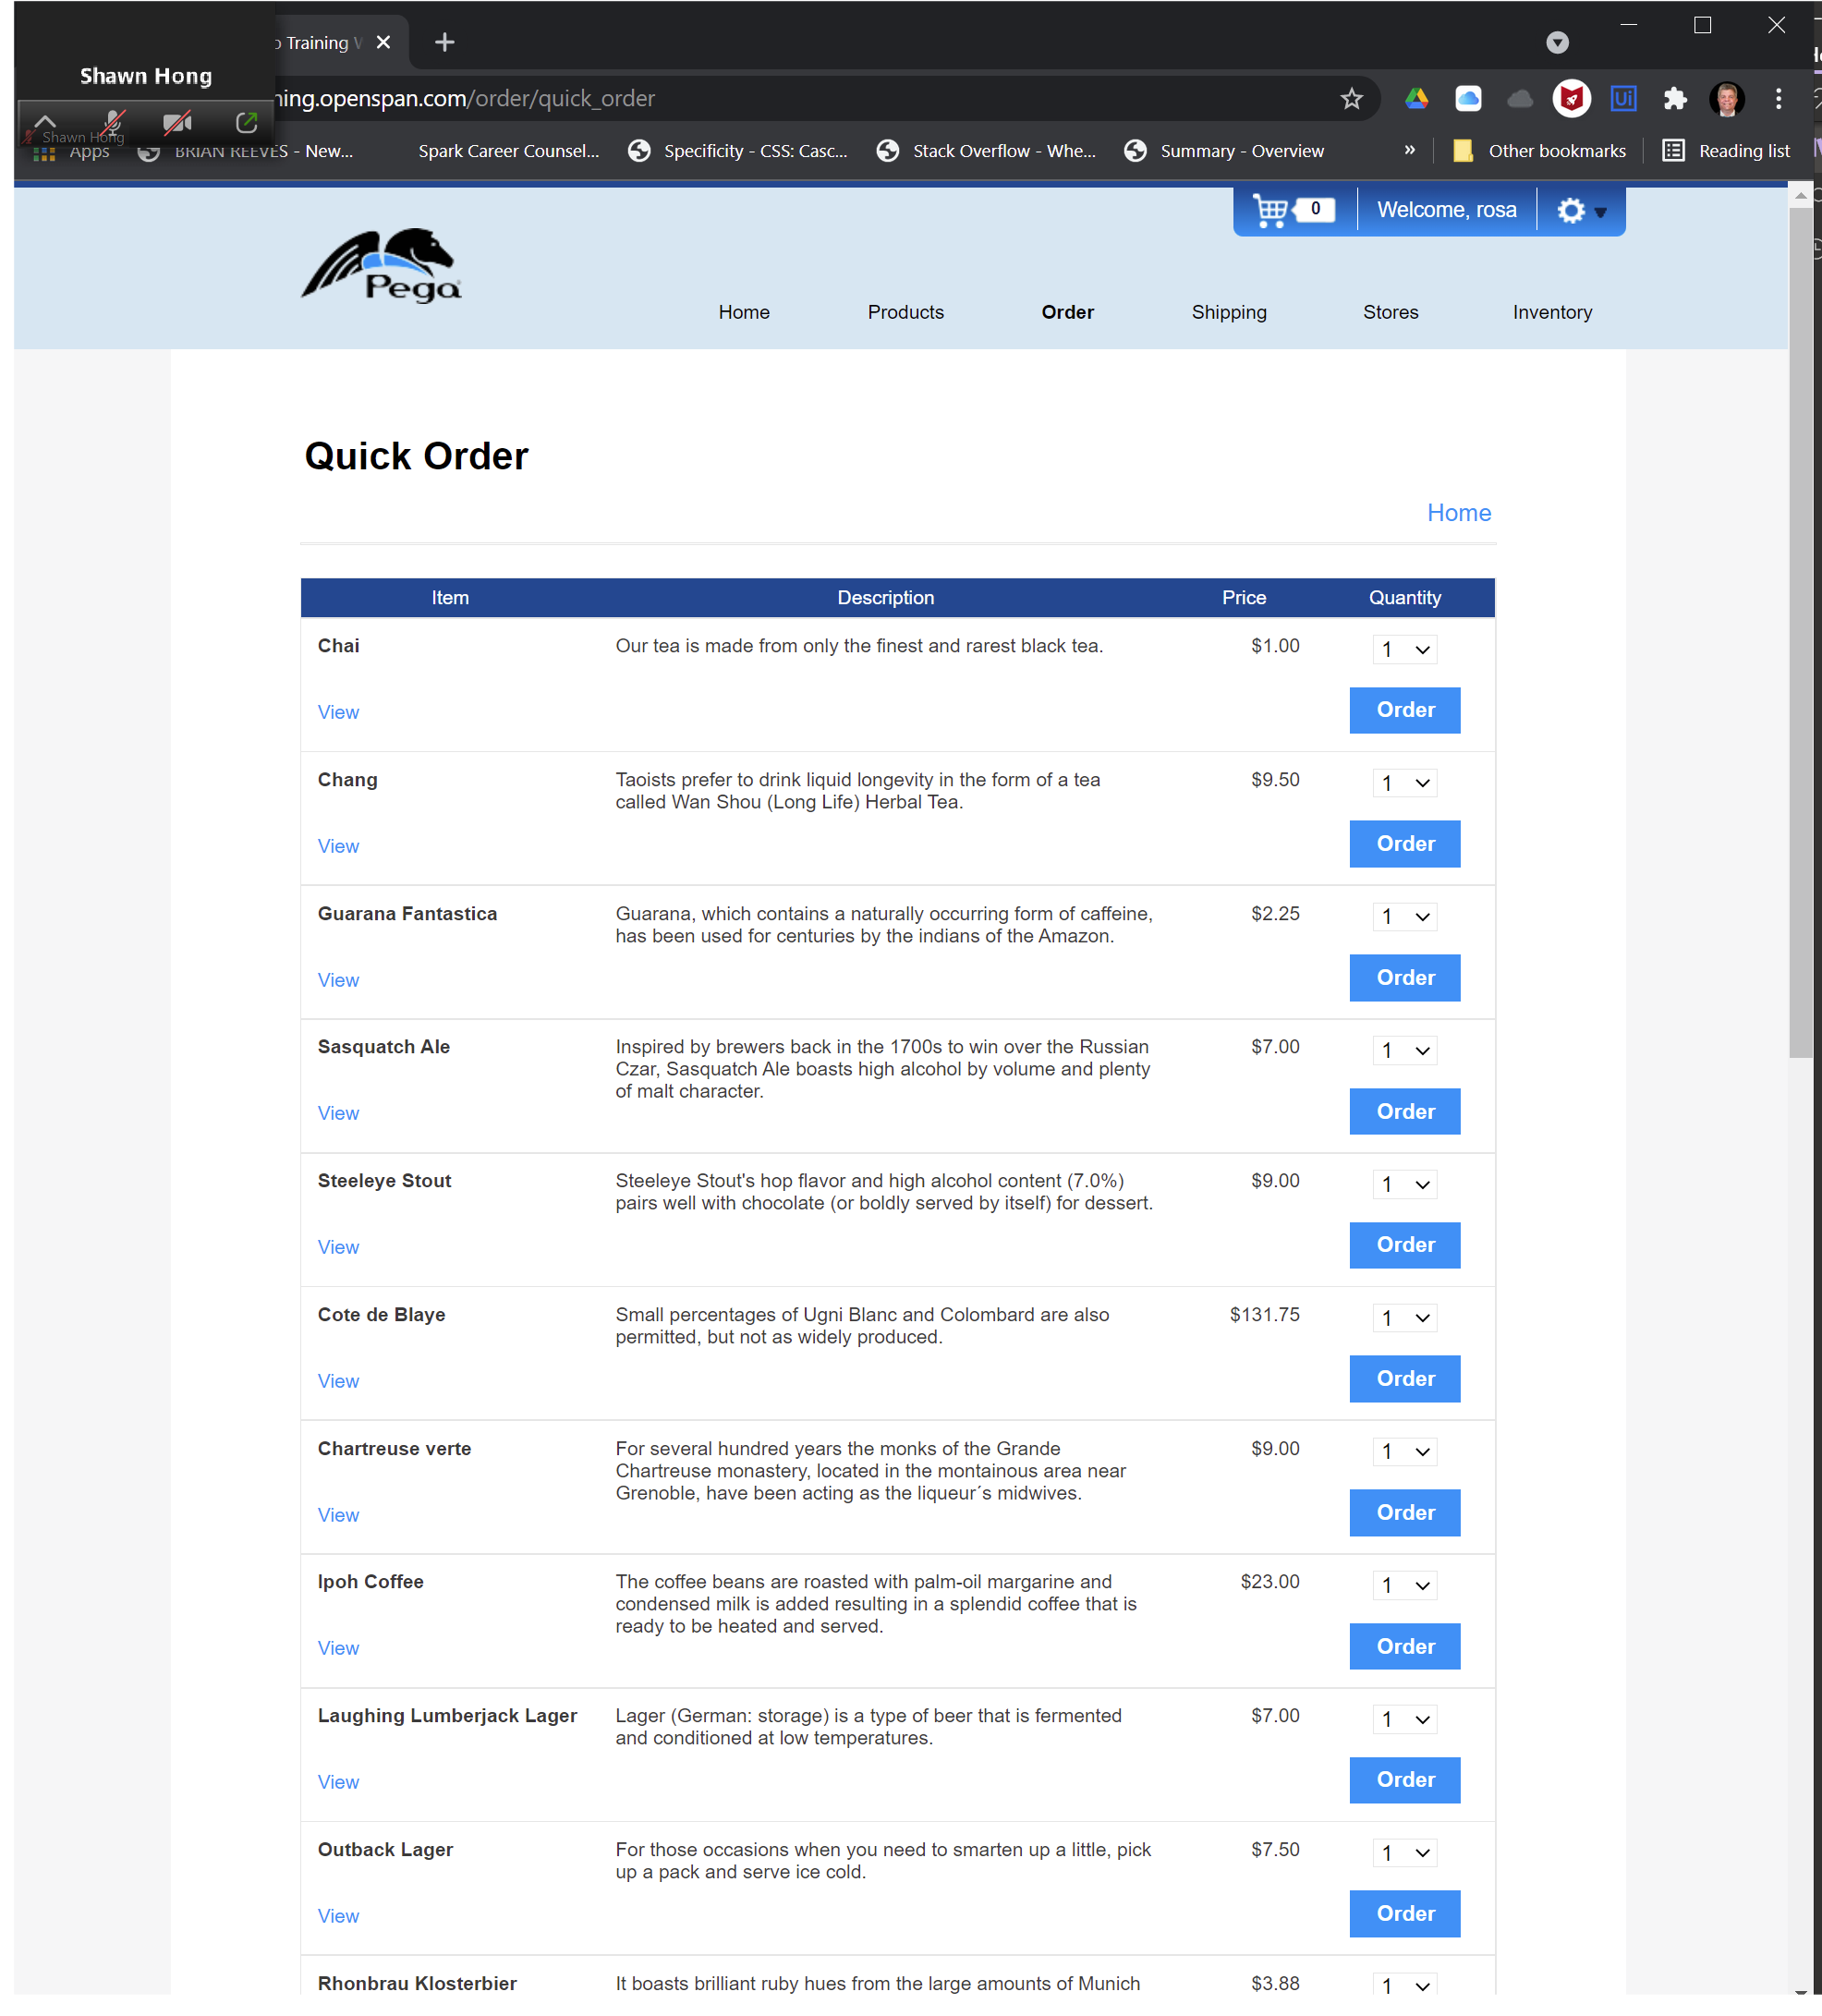 Training
Shawn Hong
ning.openspan.com/order/quick_order
Shawn Hong
Apps
BRIAN REEVES - New...
Spark Career Counsel...
Specificity - CSS: Casc...
Stack Overflow - Whe...
Summary - Overview
»
Other bookmarks
Reading list
0
Welcome, rosa
Pega
Home Products Order Shipping Stores Inventory
Quick Order
Home
Item Description Price Quantity
Chai Our tea is made from only the finest and rarest black tea. $1.00 1
View Order
Chang Taoists prefer to drink liquid longevity in the form of a tea $9.50 1
called Wan Shou (Long Life) Herbal Tea.
View Order
Guarana Fantastica Guarana, which contains a naturally occurring form of caffeine, $2.25 1
has been used for centuries by the indians of the Amazon.
View Order
Sasquatch Ale Inspired by brewers back in the 1700s to win over the Russian $7.00 1
Czar, Sasquatch Ale boasts high alcohol by volume and plenty
of malt character.
View Order
Steeleye Stout Steeleye Stout's hop flavor and high alcohol content (7.0%) $9.00 1
pairs well with chocolate (or boldly served by itself) for dessert.
View Order
Cote de Blaye Small percentages of Ugni Blanc and Colombard are also $131.75 1
permitted, but not as widely produced.
View Order
Chartreuse verte For several hundred years the monks of the Grande $9.00 1
Chartreuse monastery, located in the montainous area near
Grenoble, have been acting as the liqueur´s midwives.
View Order
Ipoh Coffee The coffee beans are roasted with palm-oil margarine and $23.00 1
condensed milk is added resulting in a splendid coffee that is
ready to be heated and served.
View Order
Laughing Lumberjack Lager Lager (German: storage) is a type of beer that is fermented $7.00 1
and conditioned at low temperatures.
View Order
Outback Lager For those occasions when you need to smarten up a little, pick $7.50 1
up a pack and serve ice cold.
View Order
Rhonbrau Klosterbier It boasts brilliant ruby hues from the large amounts of Munich $3.88 1